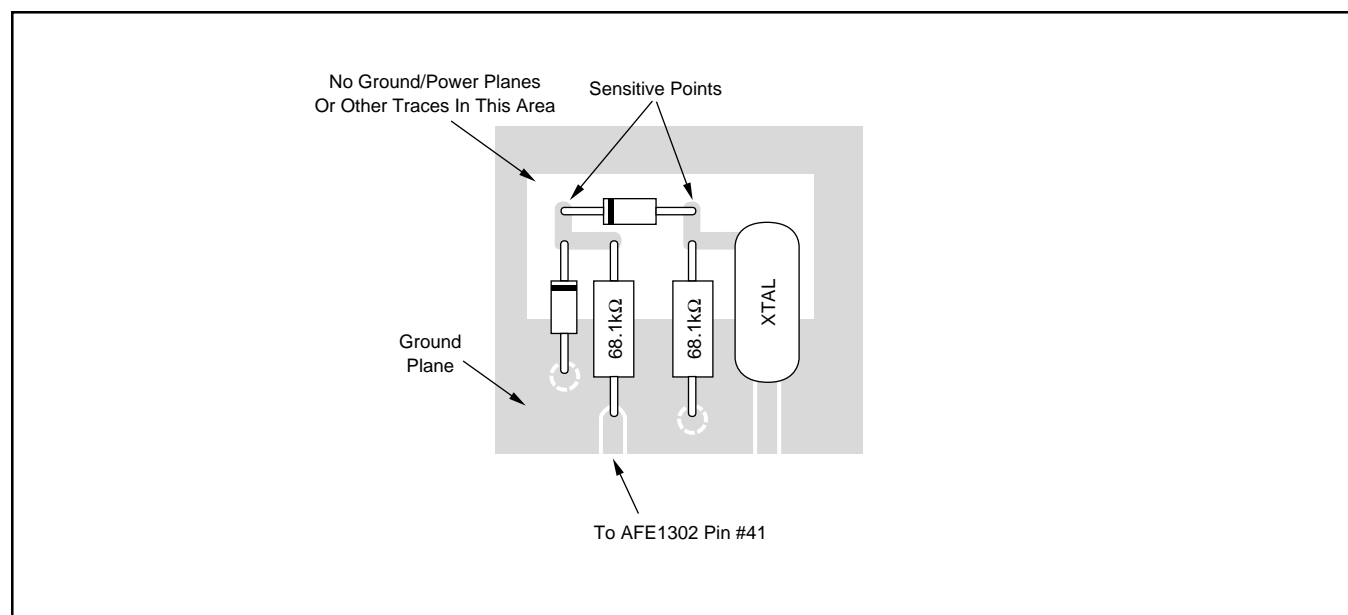 No Ground/Power Planes
Or Other Traces In This Area
Sensitive Points
68.1kΩ
68.1kΩ
XTAL
Ground
Plane
To AFE1302 Pin #41